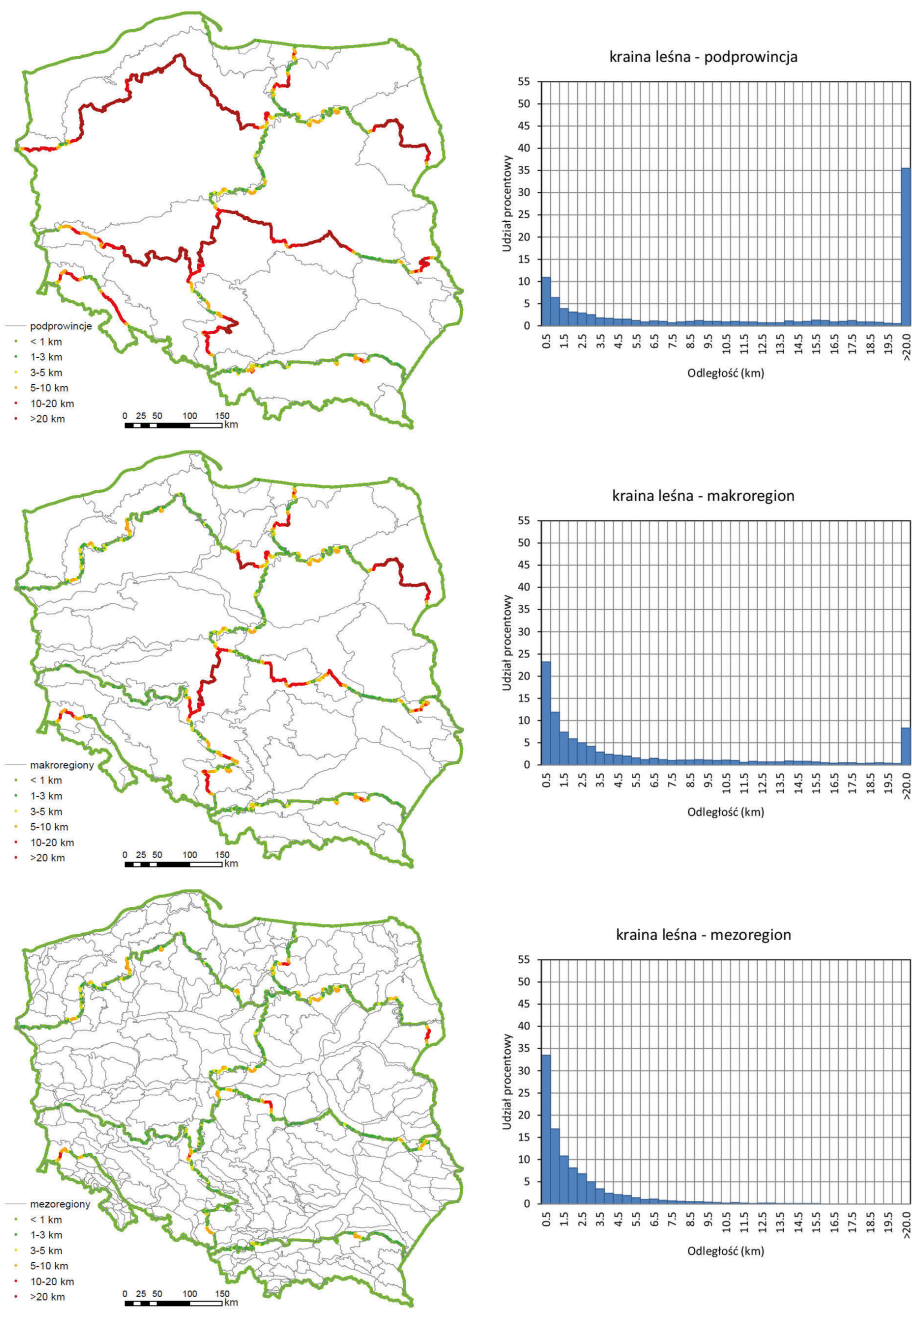 podprowincje
< 1 km
1-3 km
3-5 km
5-10 km
10-20 km
>20 km
0 25 50 100 150
km
kraina leśna - podprowincja
Udział procentowy
55
50
45
40
35
30
25
20
15
10
5
0
0.5 1.5 2.5 3.5 4.5 5.5 6.5 7.5 8.5 9.5 10.5 11.5 12.5 13.5 14.5 15.5 16.5 17.5 18.5 19.5 >20.0
Odległość (km)
makroregiony
< 1 km
1-3 km
3-5 km
5-10 km
10-20 km
>20 km
0 25 50 100 150
km
kraina leśna - makroregion
Udział procentowy
55
50
45
40
35
30
25
20
15
10
5
0
0.5 1.5 2.5 3.5 4.5 5.5 6.5 7.5 8.5 9.5 10.5 11.5 12.5 13.5 14.5 15.5 16.5 17.5 18.5 19.5 >20.0
Odległość (km)
mezoregiony
< 1 km
1-3 km
3-5 km
5-10 km
10-20 km
>20 km
0 25 50 100 150
km
kraina leśna - mezoregion
Udział procentowy
55
50
45
40
35
30
25
20
15
10
5
0
0.5 1.5 2.5 3.5 4.5 5.5 6.5 7.5 8.5 9.5 10.5 11.5 12.5 13.5 14.5 15.5 16.5 17.5 18.5 19.5 >20.0
Odległość (km)